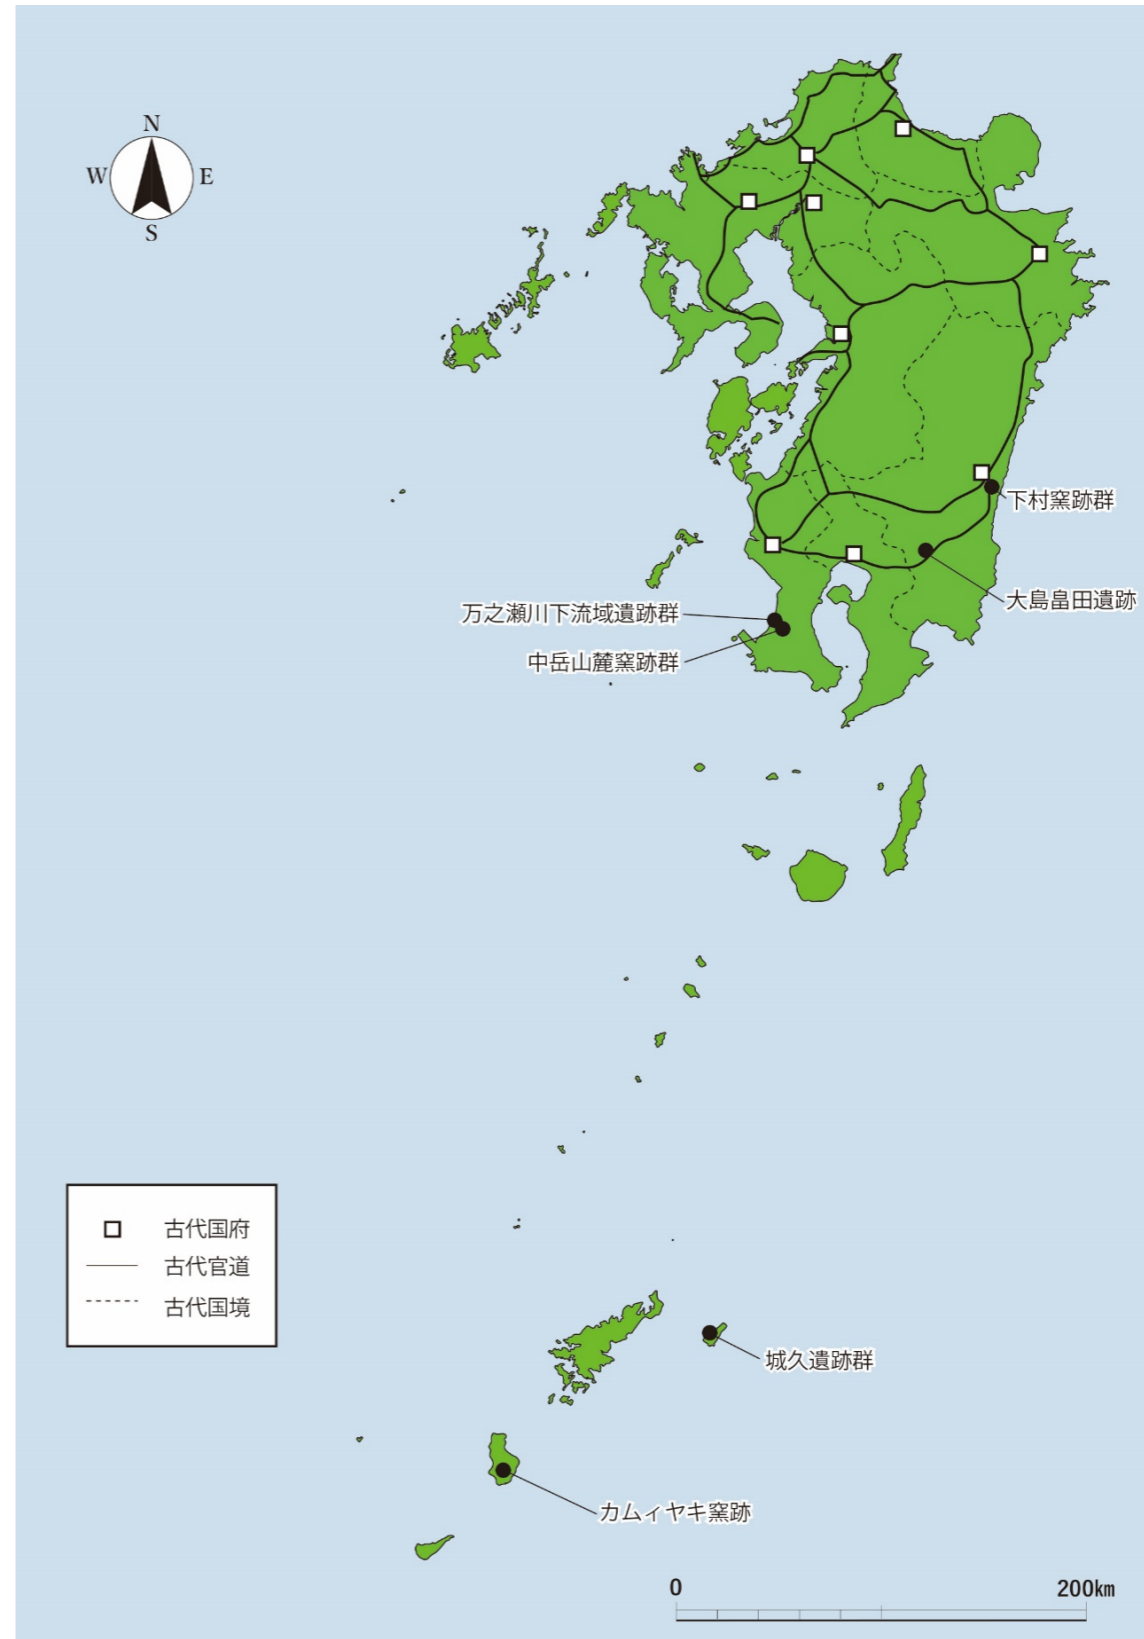 N
W E
S
下村窯跡群
大島畠田遺跡
万之瀬川下流域遺跡群
中岳山麓窯跡群
古代国府
古代官道
古代国境
城久遺跡群
カムィヤキ窯跡
0 200km